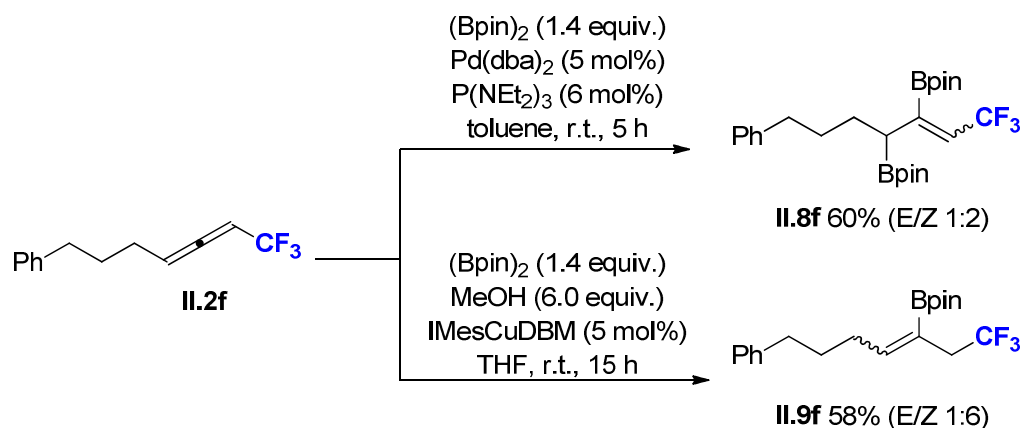 (Bpin)2 (1.4 equiv.)
Pd(dba)2 (5 mol%)
P(NEt2)3 (6 mol%)
toluene, r.t., 5 h
Bpin
CF3
Ph
Bpin
II.8f 60% (E/Z 1:2)
Ph
CF3
II.2f
(Bpin)2 (1.4 equiv.)
MeOH (6.0 equiv.)
IMesCuDBM (5 mol%)
THF, r.t., 15 h
Bpin
CF3
Ph
II.9f 58% (E/Z 1:6)